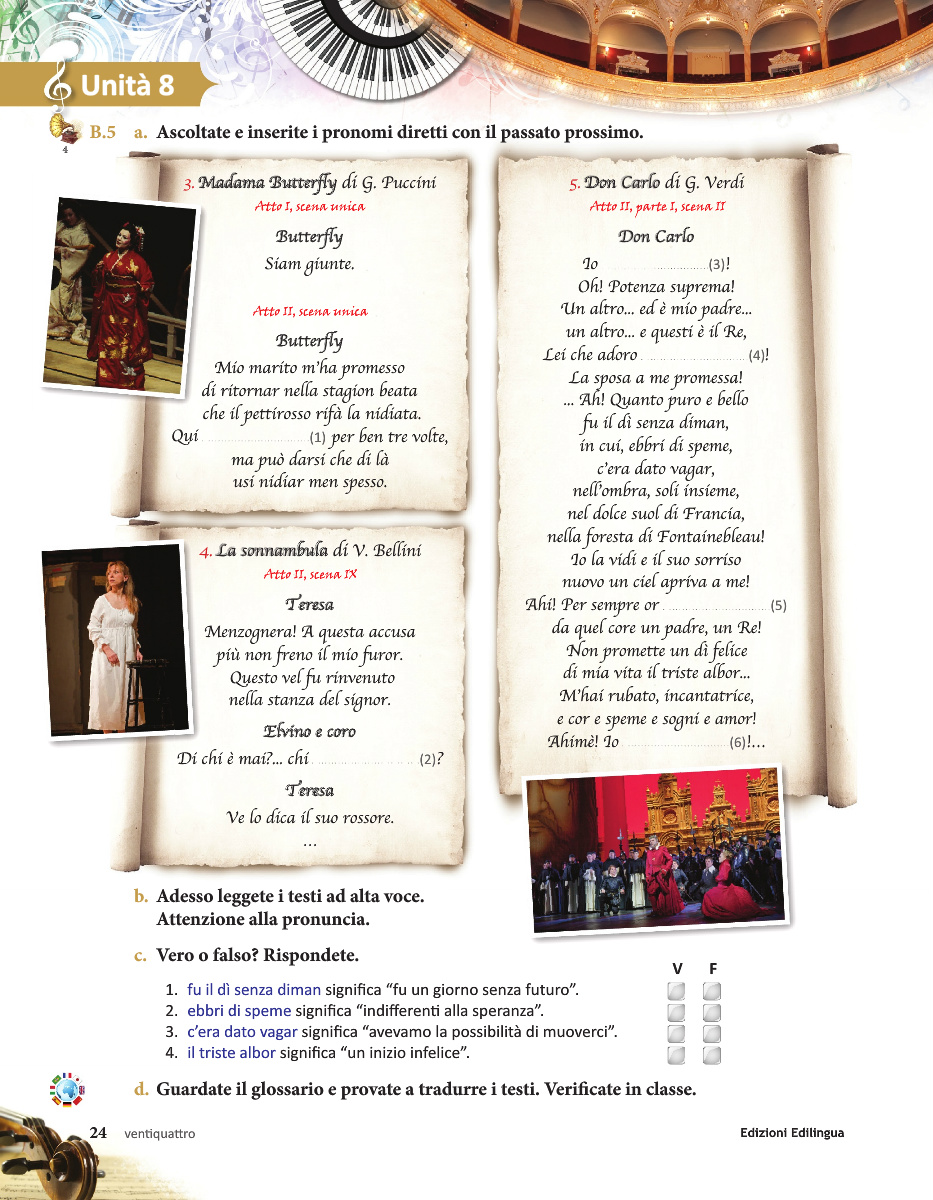 Unità 8
4
B.5 a. Ascoltate e inserite i pronomi diretti con il passato prossimo.
3. Madama Butterfly di G. Puccini
Atto I, scena unica
Butterfly
Siam giunte.
Atto II, scena unica
Butterfly
Mio marito m'ha promesso
di ritornar nella stagion beata
che il pettirosso rifà la nidiata.
Qui .............................. (1) per ben tre volte,
ma può darsi che di là
usi nidiar men spesso.
4. La sonnambula di V. Bellini
Atto II, scena IX
Teresa
Menzognera! A questa accusa
più non freno il mio furor.
Questo vel fu rinvenuto
nella stanza del signor.
Elvino e coro
Di chi è mai?... chi .............................. (2)?
Teresa
Ve lo dica il suo rossore.
...
5. Don Carlo di G. Verdi
Atto II, parte I, scena II
Don Carlo
Io .............................. (3)!
Oh! Potenza suprema!
Un altro... ed è mio padre...
un altro... e questi è il Re,
Lei che adoro .............................. (4)!
La sposa a me promessa!
... Ah! Quanto puro e bello
fu il dì senza diman,
in cui, ebbri di speme,
c'era dato vagar,
nell'ombra, soli insieme,
nel dolce suol di Francia,
nella foresta di Fontainebleau!
Io la vidi e il suo sorriso
nuovo un ciel apriva a me!
Ahi! Per sempre or .............................. (5)
da quel core un padre, un Re!
Non promette un dì felice
di mia vita il triste albor...
M'hai rubato, incantatrice,
e cor e speme e sogni e amor!
Ahimè! Io .............................. (6)!...
b. Adesso leggete i testi ad alta voce.
Attenzione alla pronuncia.
c. Vero o falso? Rispondete.
V F
1. fu il dì senza diman significa “fu un giorno senza futuro”.
2. ebbri di speme significa “indifferenti alla speranza”.
3. c’era dato vagar significa “avevamo la possibilità di muoverci”.
4. il triste albor significa “un inizio infelice”.
d. Guardate il glossario e provate a tradurre i testi. Verificate in classe.
24 ventiquattro
Edizioni Edilingua